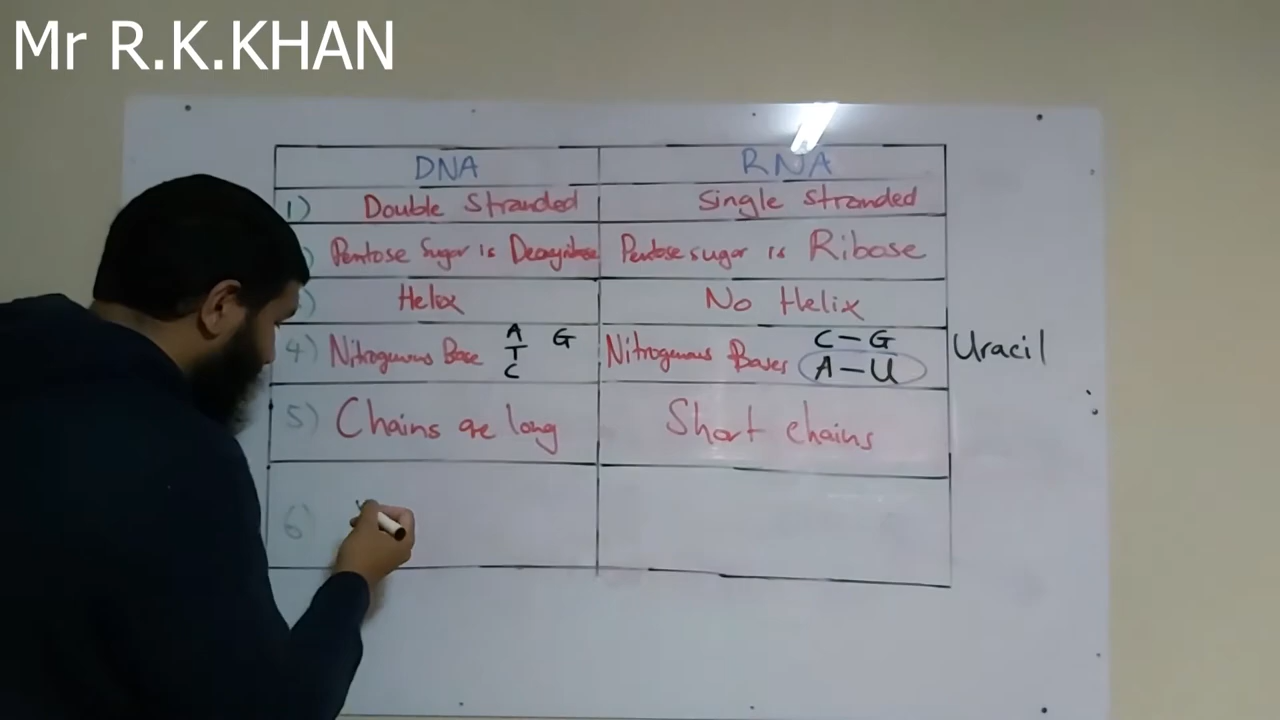 Mr R.K.KHAN
DNA RNA
1) Double Stranded Single Stranded
) Pentose Sugar is Deoxyribose Pentose sugar is Ribose
) Helix No Helix
4) Nitrogenous Base A T C G Nitrogenous Bases C – G A – U Uracil
5) Chains are long Short chains
6)